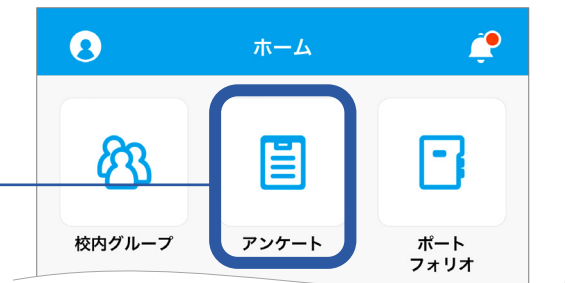 ホーム
校内グループ
アンケート
ポート
フォリオ